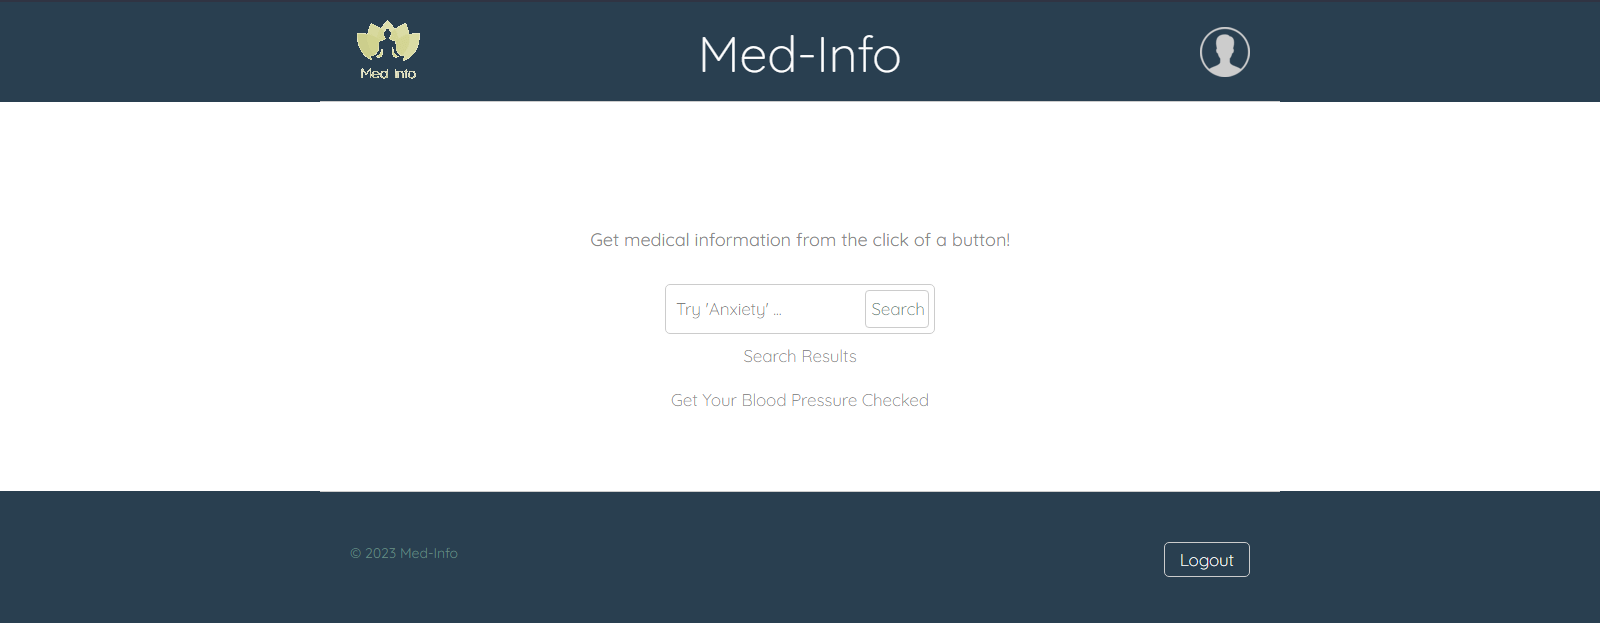 Med Info
Med-Info
Get medical information from the click of a button!
Try 'Anxiety' ...
Search
Search Results
Get Your Blood Pressure Checked
© 2023 Med-Info
Logout